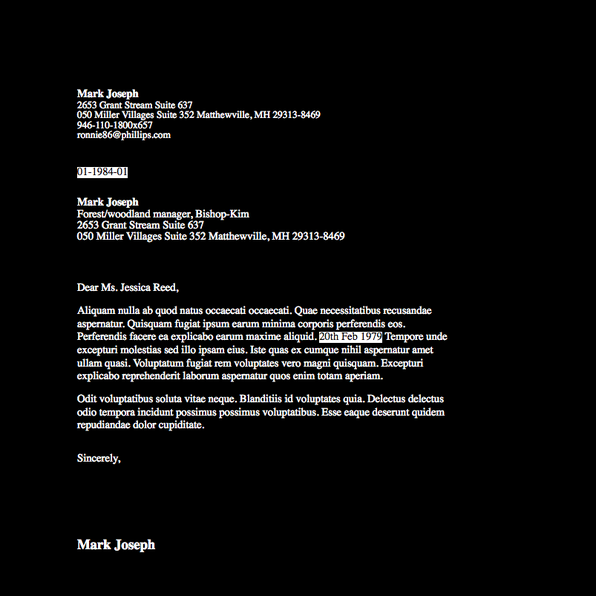 Mark Joseph
2653 Grant Stream Suite 637
050 Miller Villages Suite 352 Matthewville, MH 29313-8469
946-110-1800x657
ronnie86@phillips.com
01-1984-01
Mark Joseph
Forest/woodland manager, Bishop-Kim
2653 Grant Stream Suite 637
050 Miller Villages Suite 352 Matthewville, MH 29313-8469
Dear Ms. Jessica Reed,
Aliquam nulla ab quod natus occaecati occaecati. Quae necessitatibus recusandae
aspernatur. Quisquam fugiat ipsum earum minima corporis perferendis eos.
Perferendis facere ea explicabo earum maxime aliquid. 20th Feb 1979 Tempore unde
excepturi molestias sed illo ipsam eius. Iste quas ex cumque nihil aspernatur amet
ullam quasi. Voluptatum fugiat rem voluptates vero magni quisquam. Excepturi
explicabo reprehenderit laborum aspernatur quos enim totam aperiam.
Odit voluptatibus soluta vitae neque. Blanditiis id voluptates quia. Delectus delectus
odio tempora incidunt possimus possimus voluptatibus. Esse eaque deserunt quidem
repudiandae dolor cupiditate.
Sincerely,
Mark Joseph